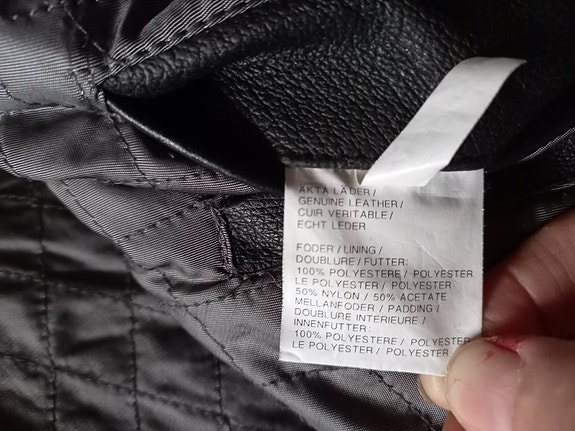 ÄKTA LÄDER /
GENUINE LEATHER /
CUIR VERITABLE /
ECHT LEDER
FODER / LINING /
DOUBLURE / FUTTER:
100% POLYESTERE / POLYESTER
LE POLYESTER / POLYESTER
50% NYLON / 50% ACETATE
MELLANFODER / PADDING /
DOUBLURE INTERIEURE /
INNENFUTTER:
100% POLYESTERE / POLYESTER
LE POLYESTER / POLYESTER